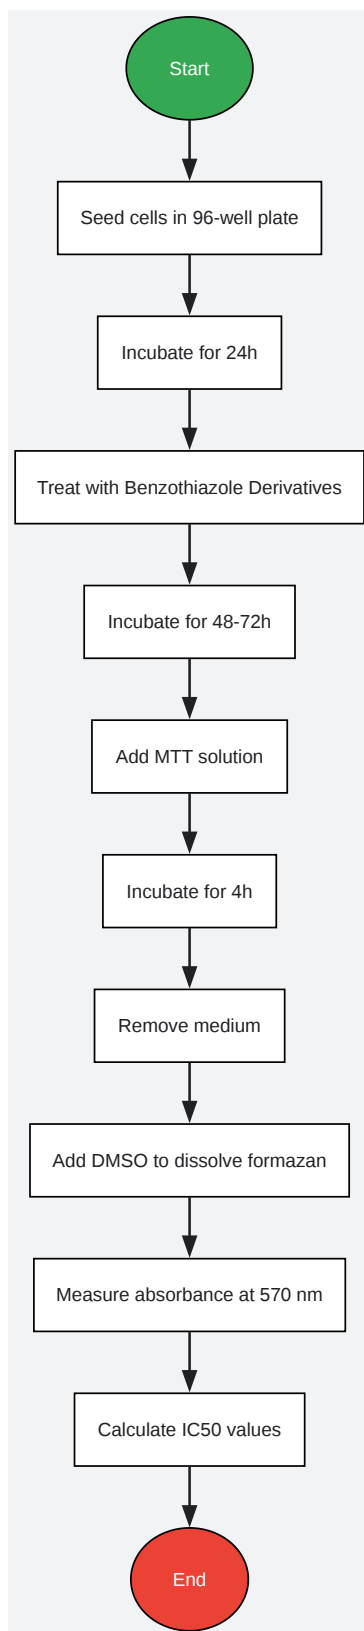 Start
Seed cells in 96-well plate
Incubate for 24h
Treat with Benzothiazole Derivatives
Incubate for 48-72h
Add MTT solution
Incubate for 4h
Remove medium
Add DMSO to dissolve formazan
Measure absorbance at 570 nm
Calculate IC50 values
End